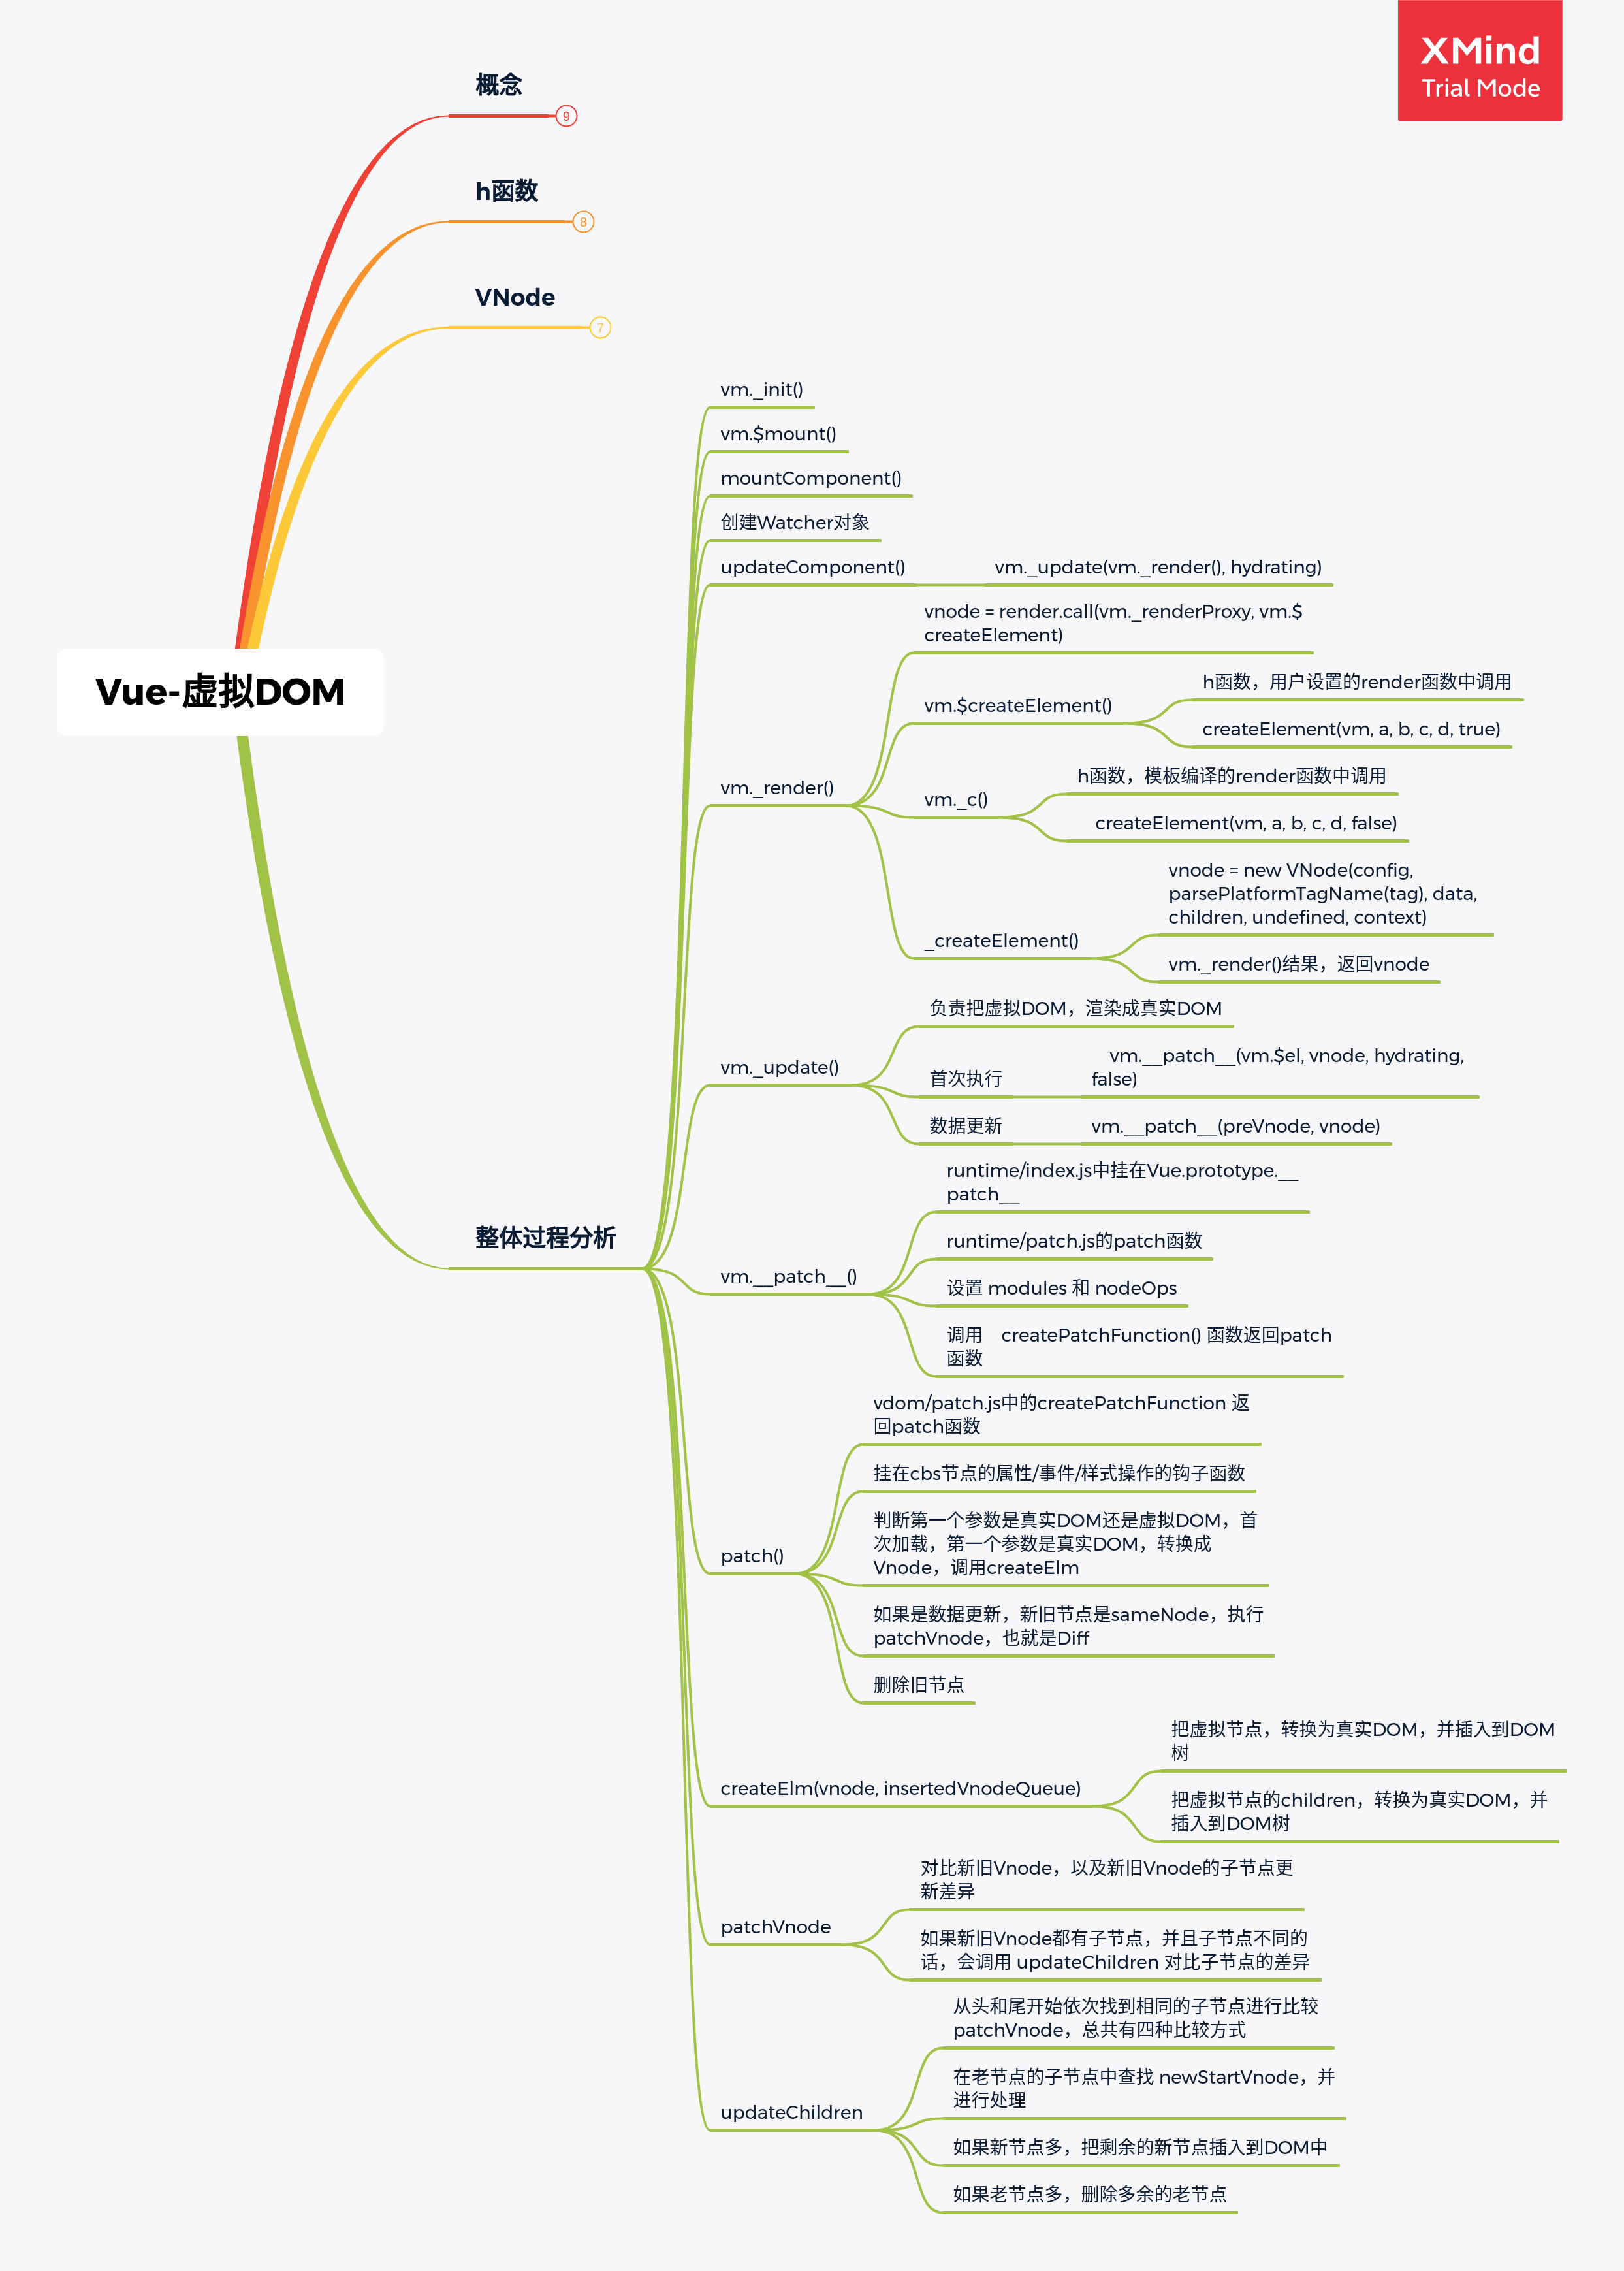 XMind
Trial Mode
概念
9
h函数
8
VNode
7
Vue-虚拟DOM
整体过程分析
vm._init()
vm.$mount()
mountComponent()
创建Watcher对象
updateComponent()
vm._update(vm._render(), hydrating)
vm._render()
vnode = render.call(vm._renderProxy, vm.$
createElement)
vm.$createElement()
h函数，用户设置的render函数中调用
createElement(vm, a, b, c, d, true)
vm._c()
h函数，模板编译的render函数中调用
createElement(vm, a, b, c, d, false)
_createElement()
vnode = new VNode(config,
parsePlatformTagName(tag), data,
children, undefined, context)
vm._render()结果，返回vnode
vm._update()
负责把虚拟DOM，渲染成真实DOM
首次执行
vm.__patch__(vm.$el, vnode, hydrating,
false)
数据更新
vm.__patch__(preVnode, vnode)
vm.__patch__()
runtime/index.js中挂在Vue.prototype.__
patch__
runtime/patch.js的patch函数
设置 modules 和 nodeOps
调用 createPatchFunction() 函数返回patch
函数
patch()
vdom/patch.js中的createPatchFunction 返
回patch函数
挂在cbs节点的属性/事件/样式操作的钩子函数
判断第一个参数是真实DOM还是虚拟DOM，首
次加载，第一个参数是真实DOM，转换成
Vnode，调用createElm
如果是数据更新，新旧节点是sameNode，执行
patchVnode，也就是Diff
删除旧节点
createElm(vnode, insertedVnodeQueue)
把虚拟节点，转换为真实DOM，并插入到DOM
树
把虚拟节点的children，转换为真实DOM，并
插入到DOM树
patchVnode
对比新旧Vnode，以及新旧Vnode的子节点更
新差异
如果新旧Vnode都有子节点，并且子节点不同的
话，会调用 updateChildren 对比子节点的差异
updateChildren
从头和尾开始依次找到相同的子节点进行比较
patchVnode，总共有四种比较方式
在老节点的子节点中查找 newStartVnode，并
进行处理
如果新节点多，把剩余的新节点插入到DOM中
如果老节点多，删除多余的老节点